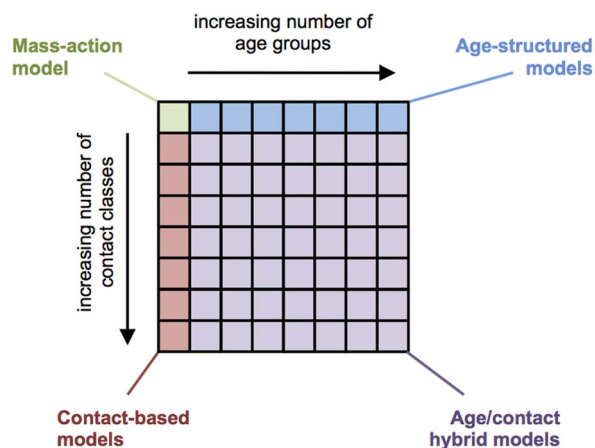 increasing number of
age groups
Mass-action
model
Age-structured
models
increasing number of
contact classes
Contact-based
models
Age/contact
hybrid models